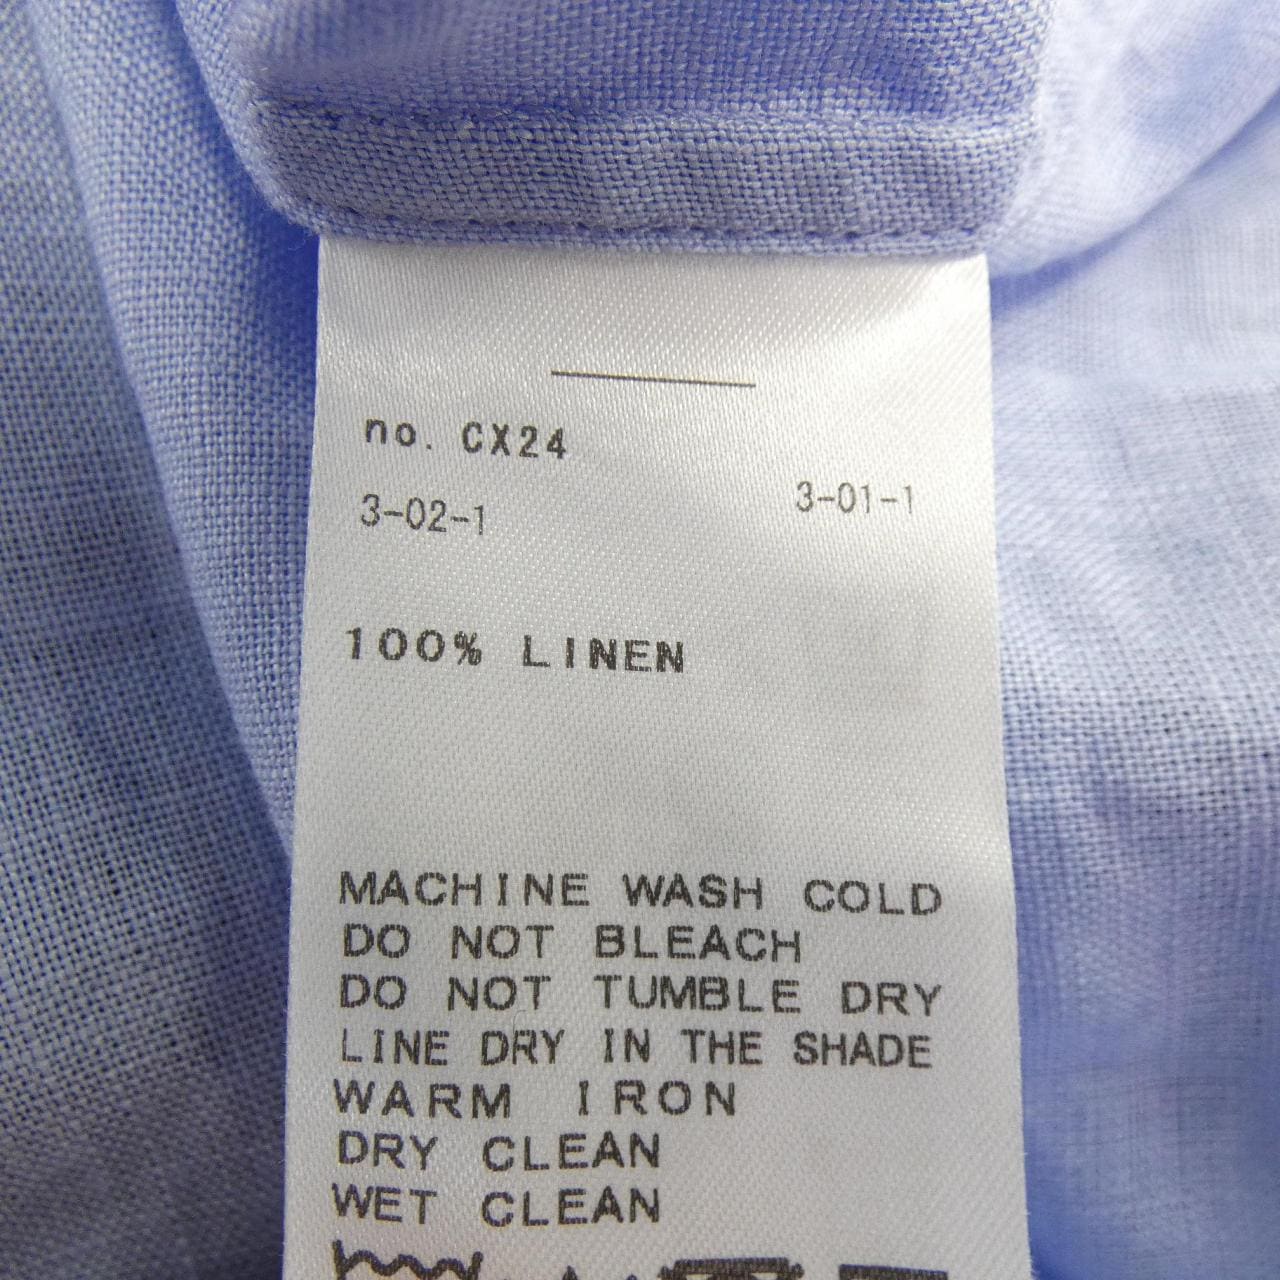 no. CX24
3-02-1 3-01-1
100% LINEN
MACHINE WASH COLD
DO NOT BLEACH
DO NOT TUMBLE DRY
LINE DRY IN THE SHADE
WARM IRON
DRY CLEAN
WET CLEAN